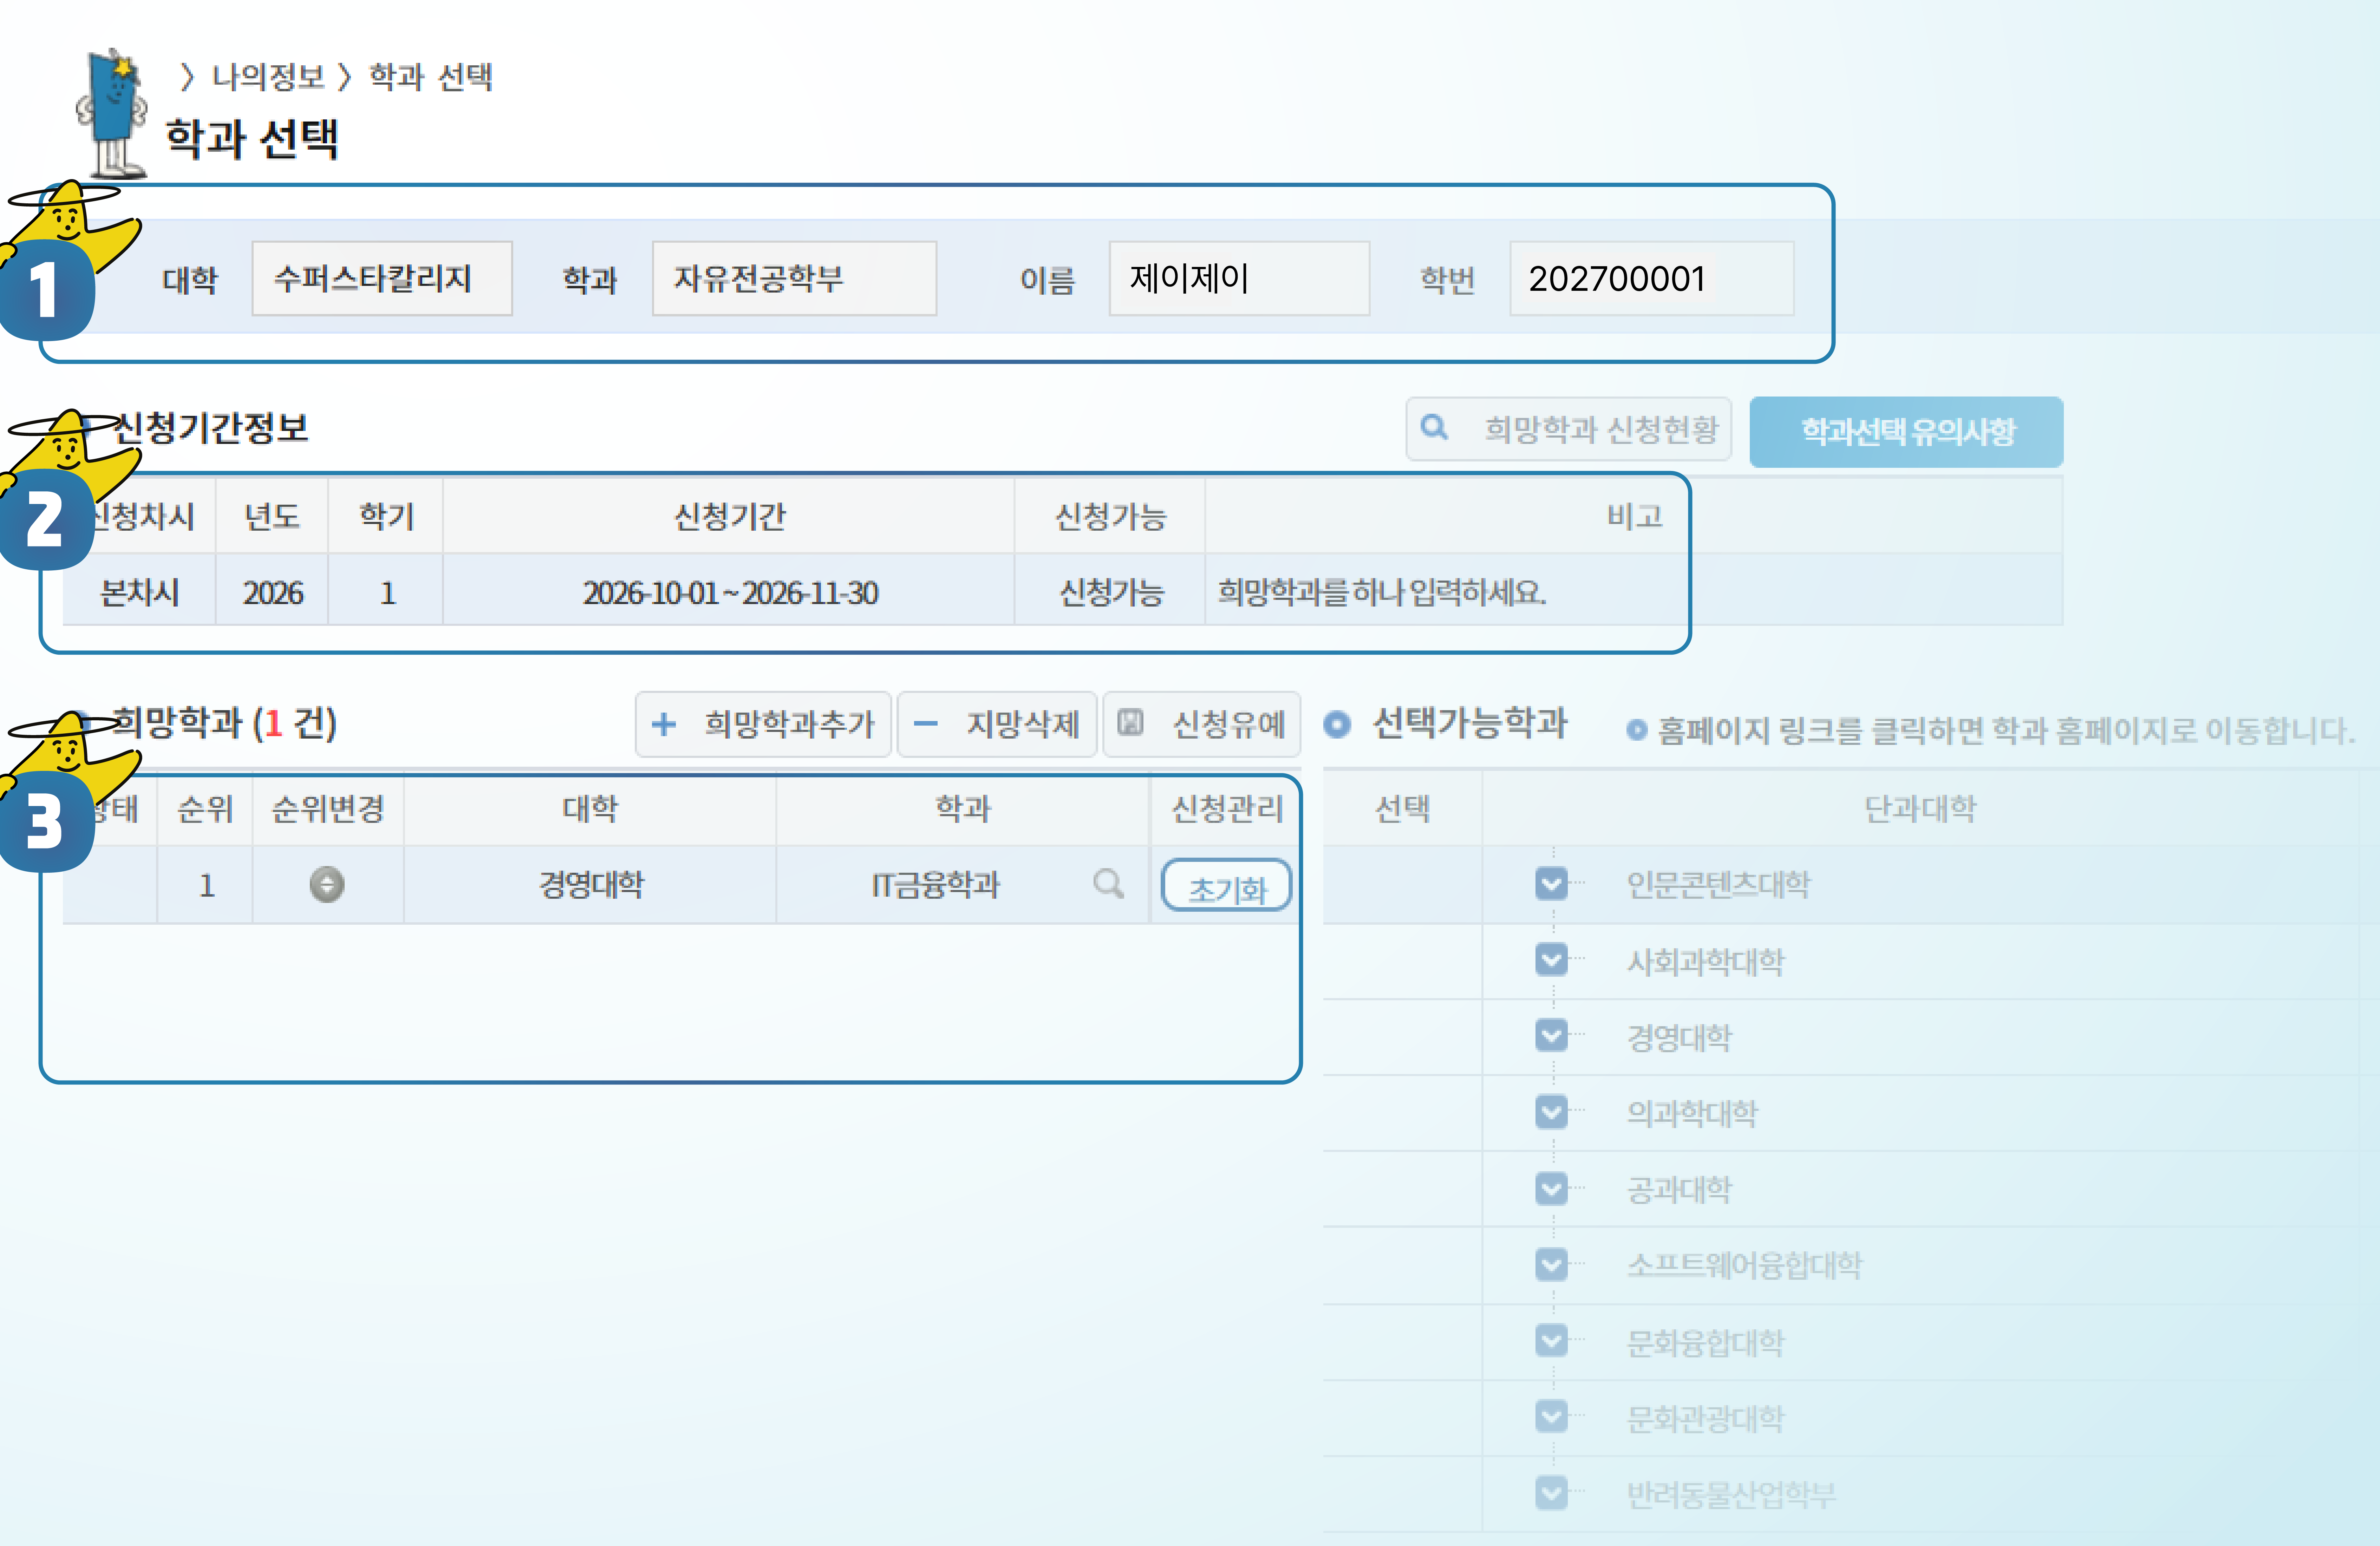 〉 나의정보 〉 학과 선택
학과 선택
1
대학 수퍼스타칼리지 학과 자유전공학부 이름 제이제이 학번 202700001
신청기간정보 희망학과 신청현황 학과선택 유의사항
2
신청차시 년도 학기 신청기간 신청가능 비고
본차시 2026 1 2026-10-01 ~ 2026-11-30 신청가능 희망학과를 하나 입력하세요.
희망학과 (1 건) + 희망학과추가 − 지망삭제 신청유예
3
상태 순위 순위변경 대학 학과 신청관리
1 경영대학 IT금융학과 초기화
선택가능학과 홈페이지 링크를 클릭하면 학과 홈페이지로 이동합니다.
선택 단과대학
인문콘텐츠대학
사회과학대학
경영대학
의과학대학
공과대학
소프트웨어융합대학
문화융합대학
문화관광대학
반려동물산업학부